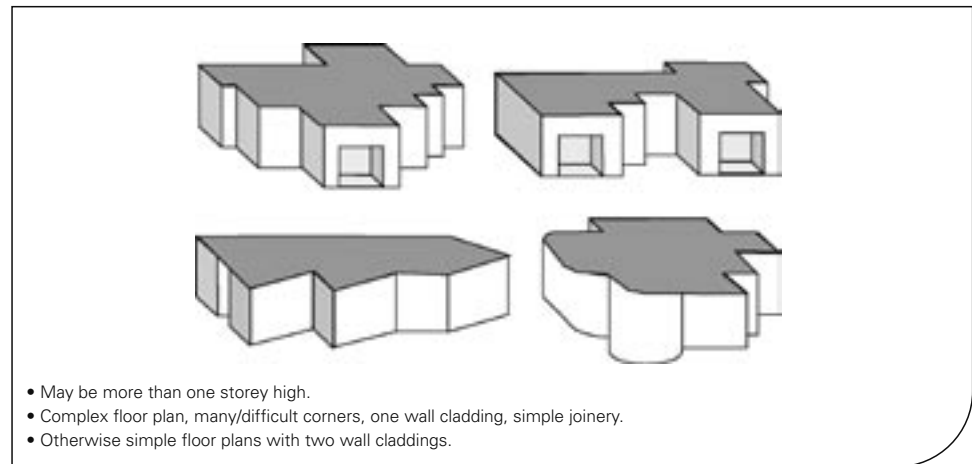 • May be more than one storey high.
• Complex floor plan, many/difficult corners, one wall cladding, simple joinery.
• Otherwise simple floor plans with two wall claddings.